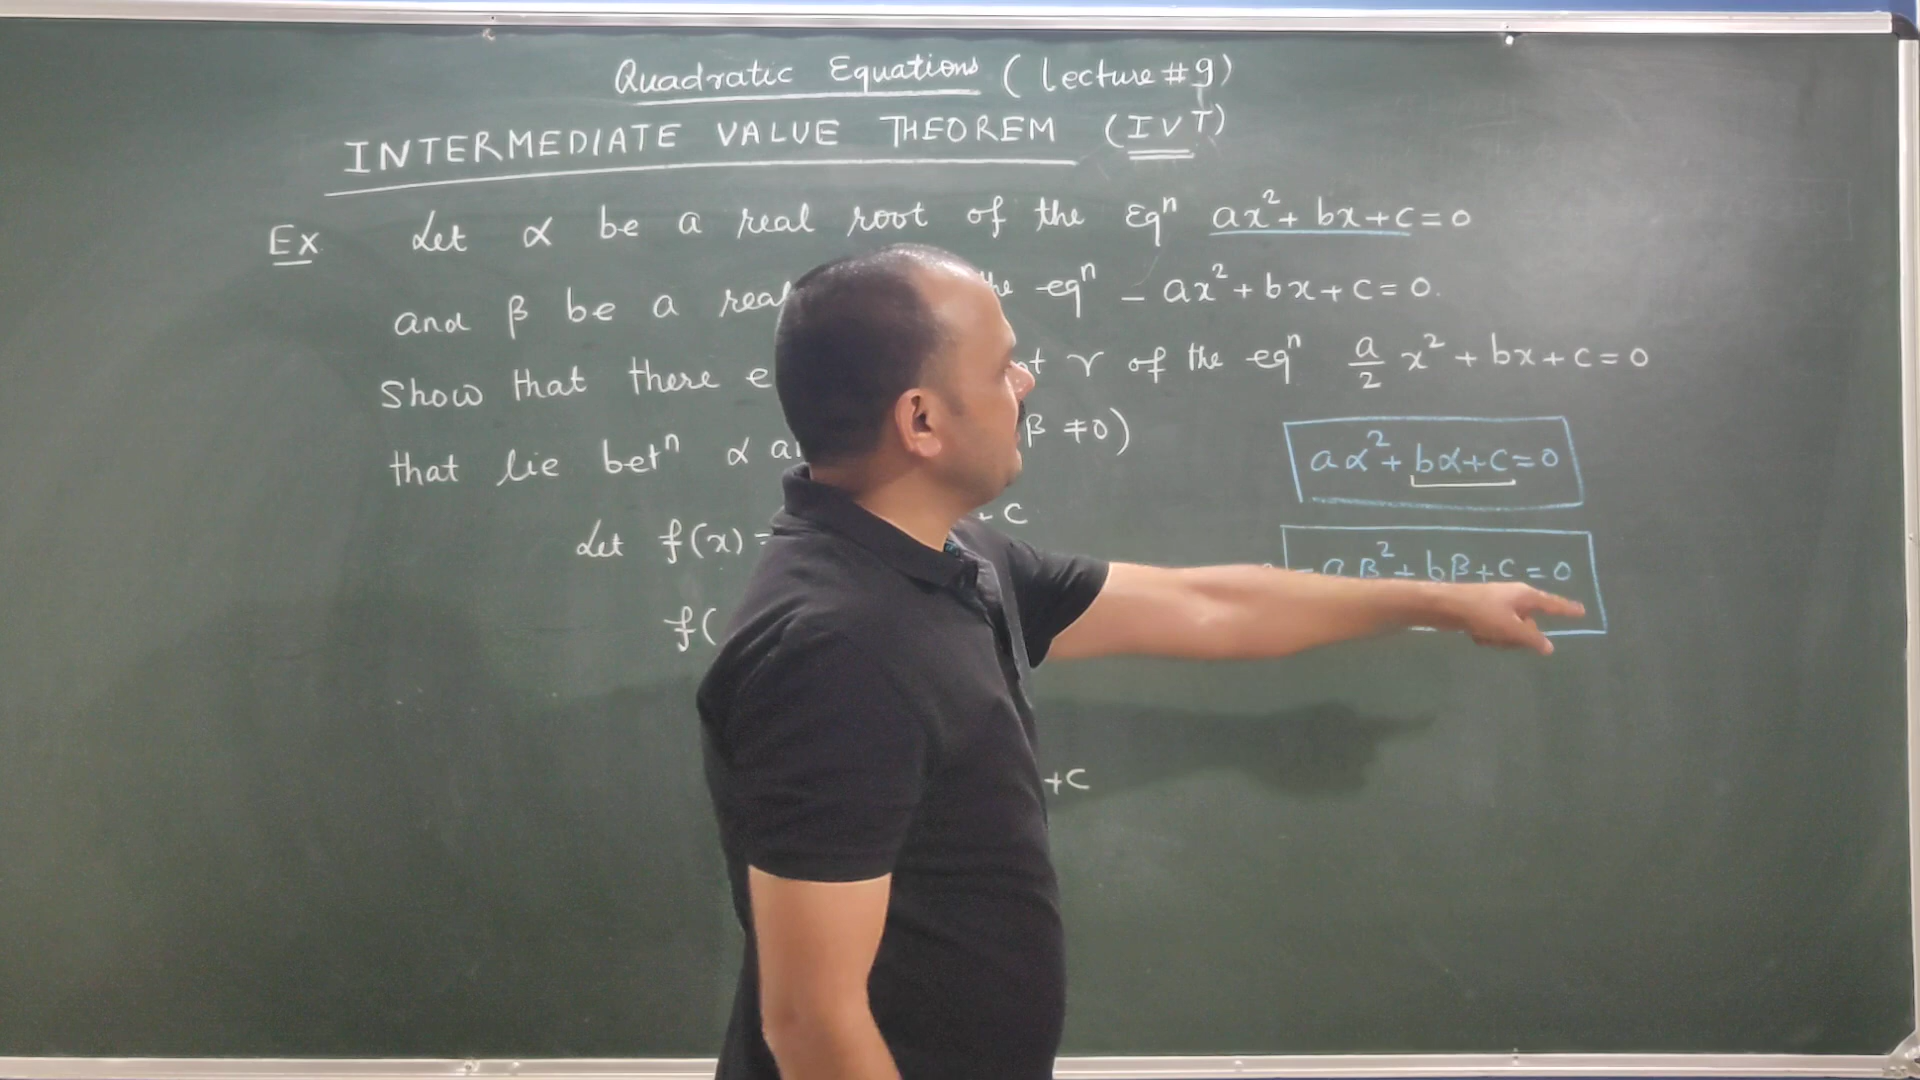 Quadratic Equations (Lecture #9)
INTERMEDIATE VALUE THEOREM (IVT)
Ex Let α be a real root of the Eqⁿ ax²+ bx+c=0
and β be a real the eqⁿ - ax²+bx+c=0.
Show that there γ of the eqⁿ a/2 x²+bx+c=0
that lie betⁿ α β ≠0)
aα²+ bα+c=0
Let f(x)= c
-aβ²+ bβ+c=0
f(
+c